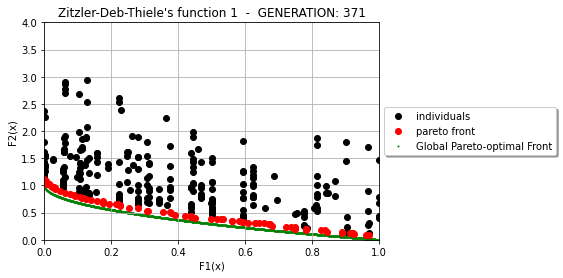 Zitzler-Deb-Thiele's function 1 - GENERATION: 371
4.0
3.5
3.0
2.5
2.0
1.5
1.0
0.5
0.0
F2(x)
0.0 0.2 0.4 0.6 0.8 1.0
F1(x)
individuals
pareto front
Global Pareto-optimal Front